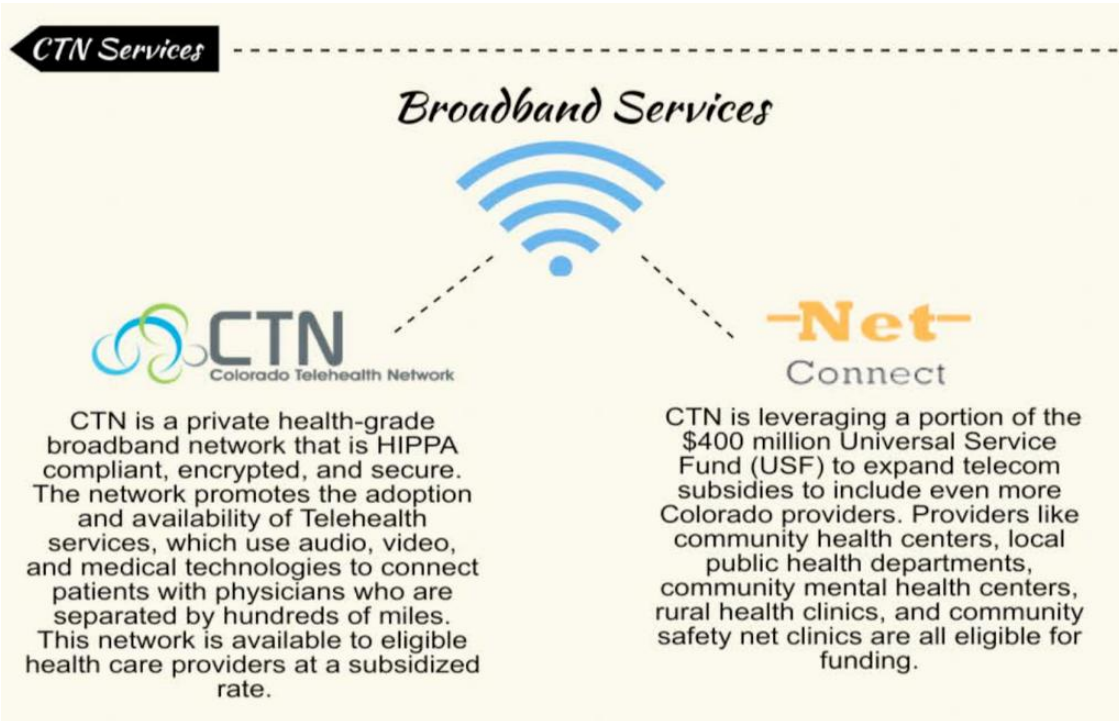 CTN Services
Broadband Services
CTN
Colorado Telehealth Network
CTN is a private health-grade
broadband network that is HIPPA
compliant, encrypted, and secure.
The network promotes the adoption
and availability of Telehealth
services, which use audio, video,
and medical technologies to connect
patients with physicians who are
separated by hundreds of miles.
This network is available to eligible
health care providers at a subsidized
rate.
-Net-
Connect
CTN is leveraging a portion of the
$400 million Universal Service
Fund (USF) to expand telecom
subsidies to include even more
Colorado providers. Providers like
community health centers, local
public health departments,
community mental health centers,
rural health clinics, and community
safety net clinics are all eligible for
funding.